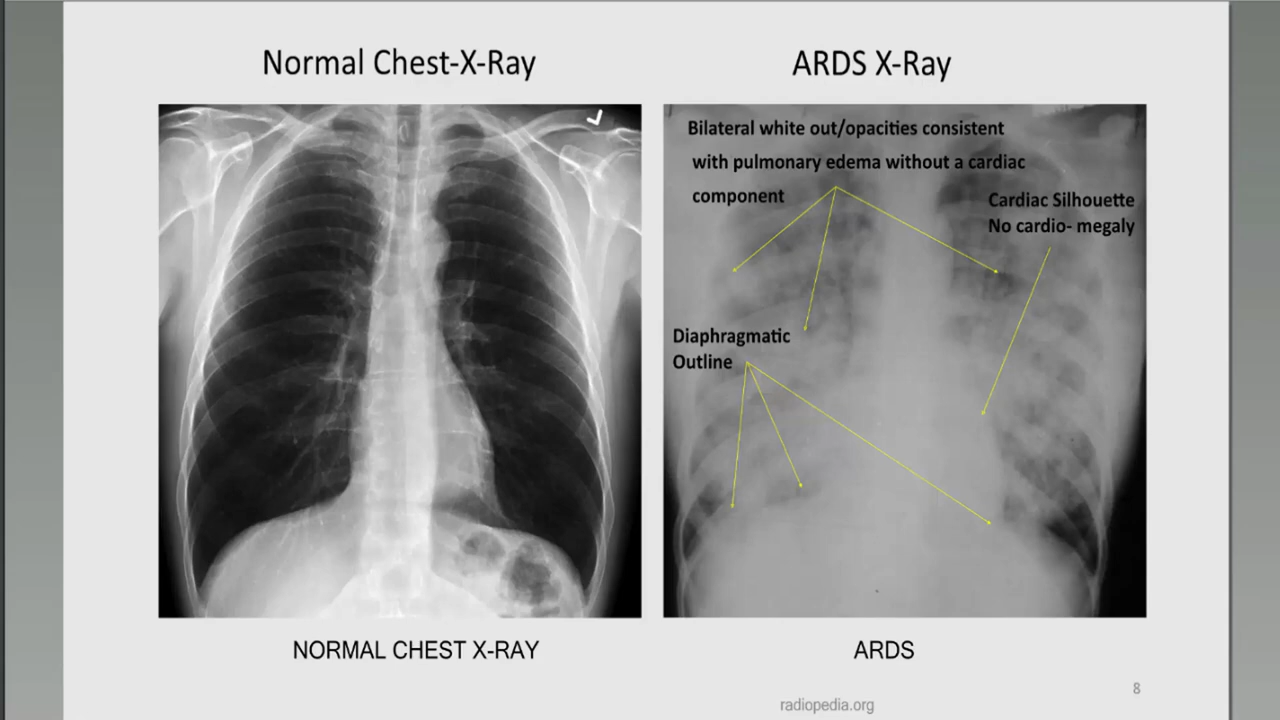 Normal Chest-X-Ray
ARDS X-Ray
Bilateral white out/opacities consistent
with pulmonary edema without a cardiac
component
Cardiac Silhouette
No cardio- megaly
Diaphragmatic
Outline
NORMAL CHEST X-RAY
ARDS
8
radiopedia.org